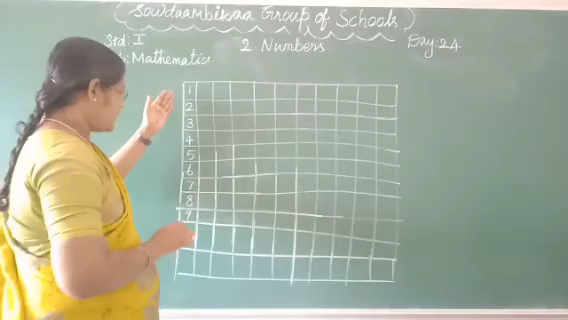 Sowdaambikaa Group of Schools
Std: I
2. Numbers
Day: 24
: Mathematics.
1
2
3
4
5
6
7
8
9